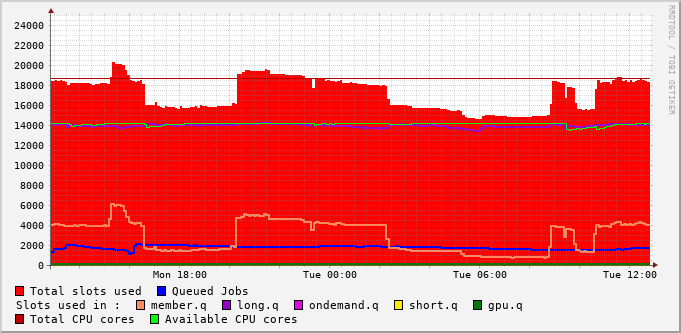 24000
22000
20000
18000
16000
14000
12000
10000
8000
6000
4000
2000
0
Mon 18:00 Tue 00:00 Tue 06:00 Tue 12:00
Total slots used Queued Jobs
Slots used in : member.q long.q ondemand.q short.q gpu.q
Total CPU cores Available CPU cores
RRDTOOL / TOBI OETIKER